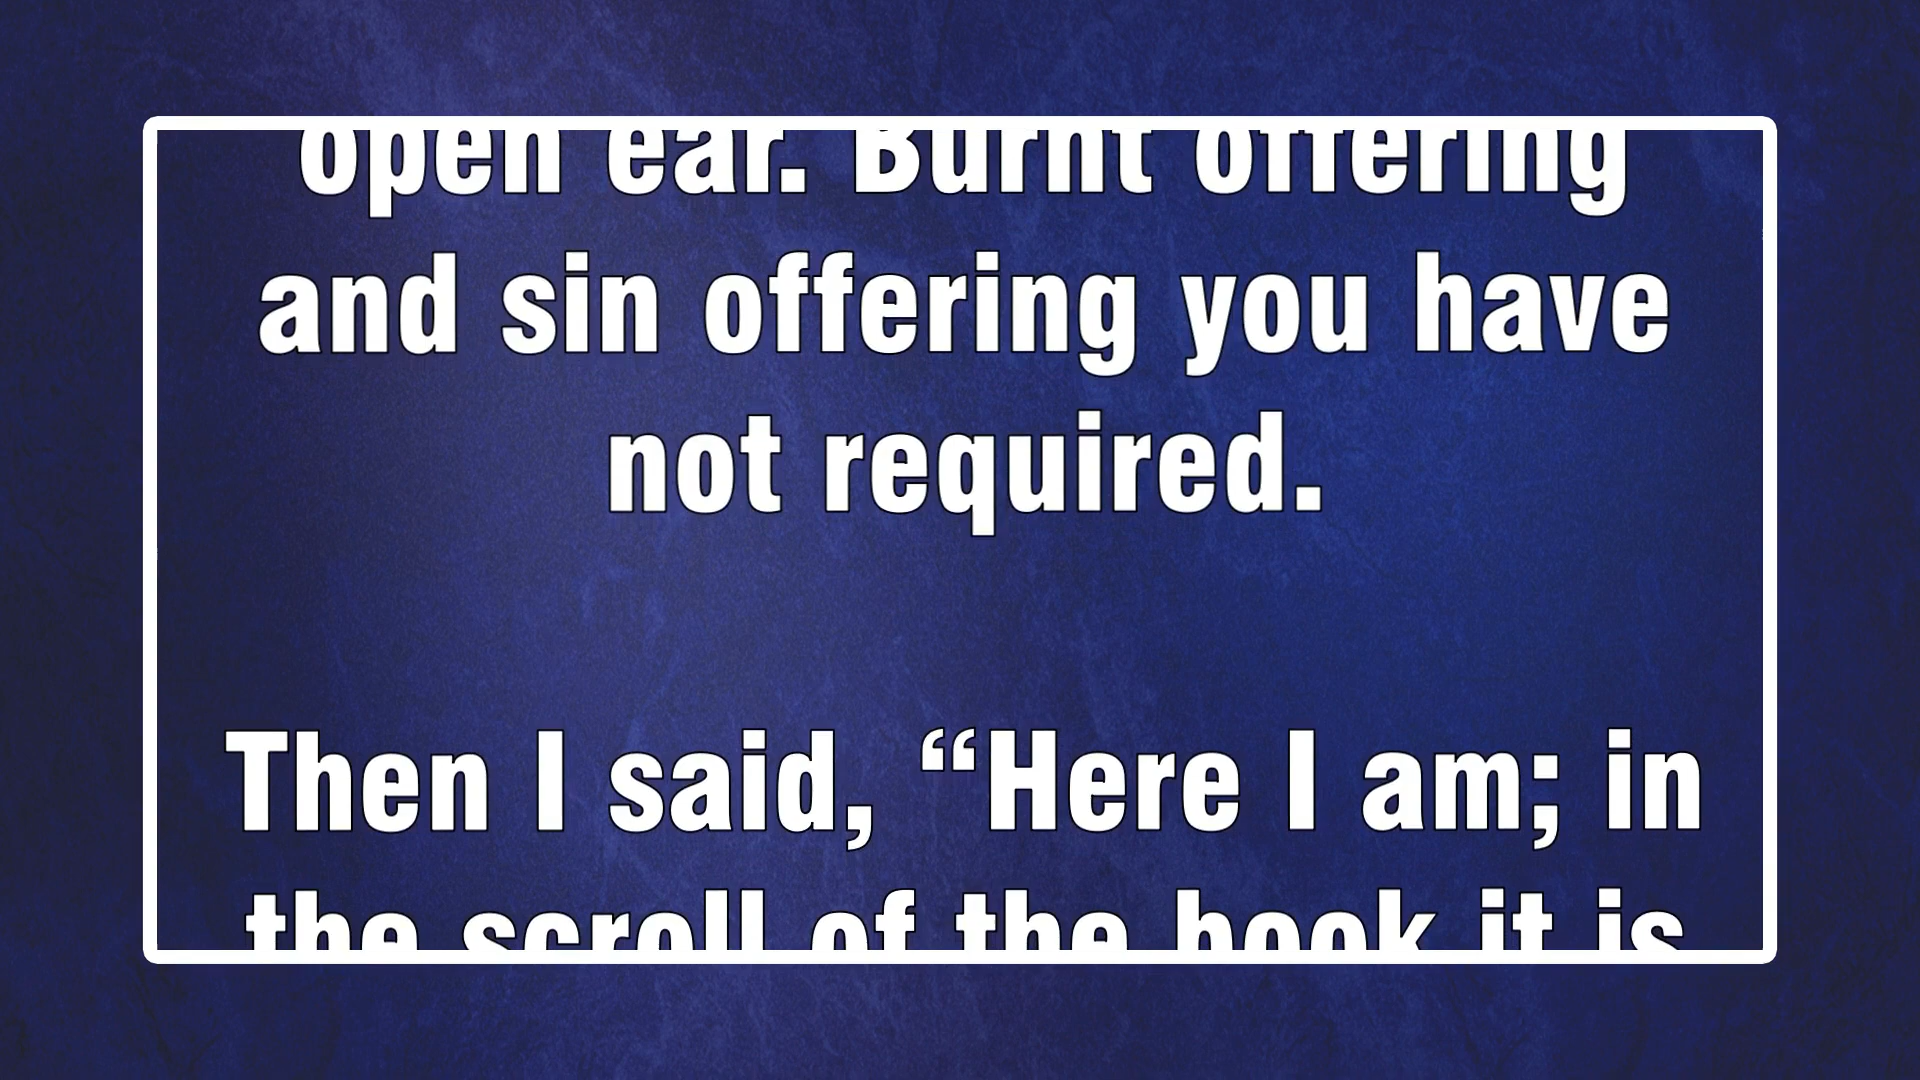 open ear. Burnt offering
and sin offering you have
not required.
Then I said, “Here I am; in
the scroll of the book it is